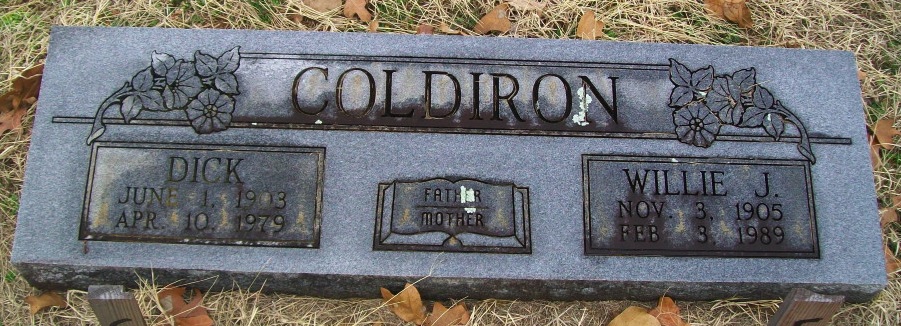 COLDIRON
DICK
JUNE 1, 1903
APR. 10, 1979
FATHER
MOTHER
WILLIE J.
NOV. 3, 1905
FEB. 3, 1989